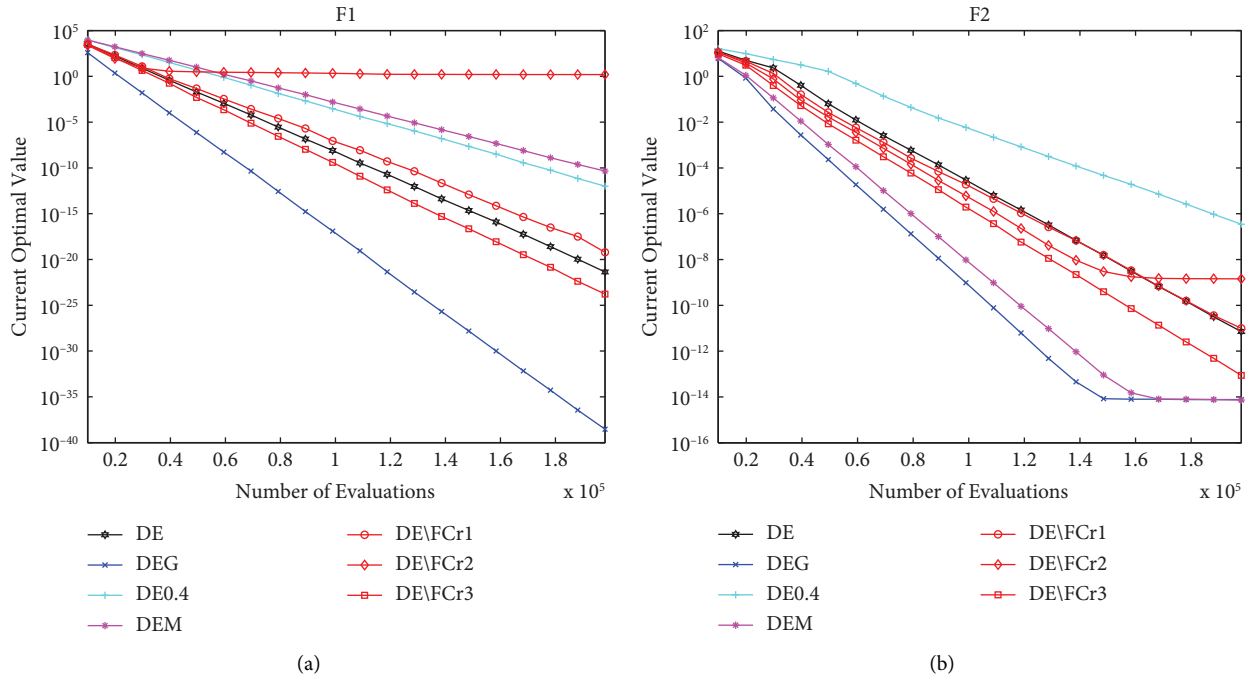 F1
Current Optimal Value
10^5
10^0
10^−5
10^−10
10^−15
10^−20
10^−25
10^−30
10^−35
10^−40
0.2 0.4 0.6 0.8 1 1.2 1.4 1.6 1.8
Number of Evaluations
x 10^5
DE
DEG
DE0.4
DEM
DE\FCr1
DE\FCr2
DE\FCr3
(a)
F2
Current Optimal Value
10^2
10^0
10^−2
10^−4
10^−6
10^−8
10^−10
10^−12
10^−14
10^−16
0.2 0.4 0.6 0.8 1 1.2 1.4 1.6 1.8
Number of Evaluations
x 10^5
DE
DEG
DE0.4
DEM
DE\FCr1
DE\FCr2
DE\FCr3
(b)